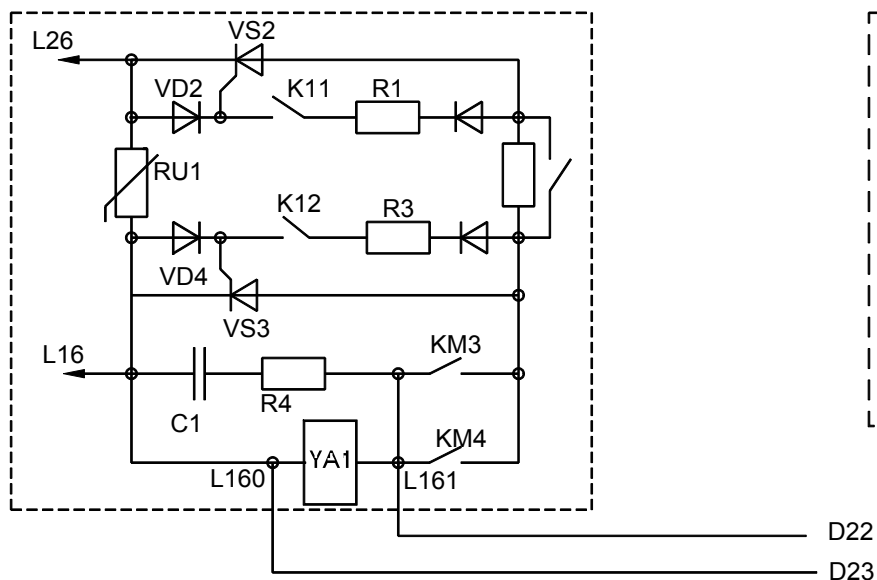 L26
VS2
VD2
K11
R1
RU1
K12
R3
VD4
VS3
L16
KM3
C1
R4
KM4
YA1
L160
L161
D22
D23